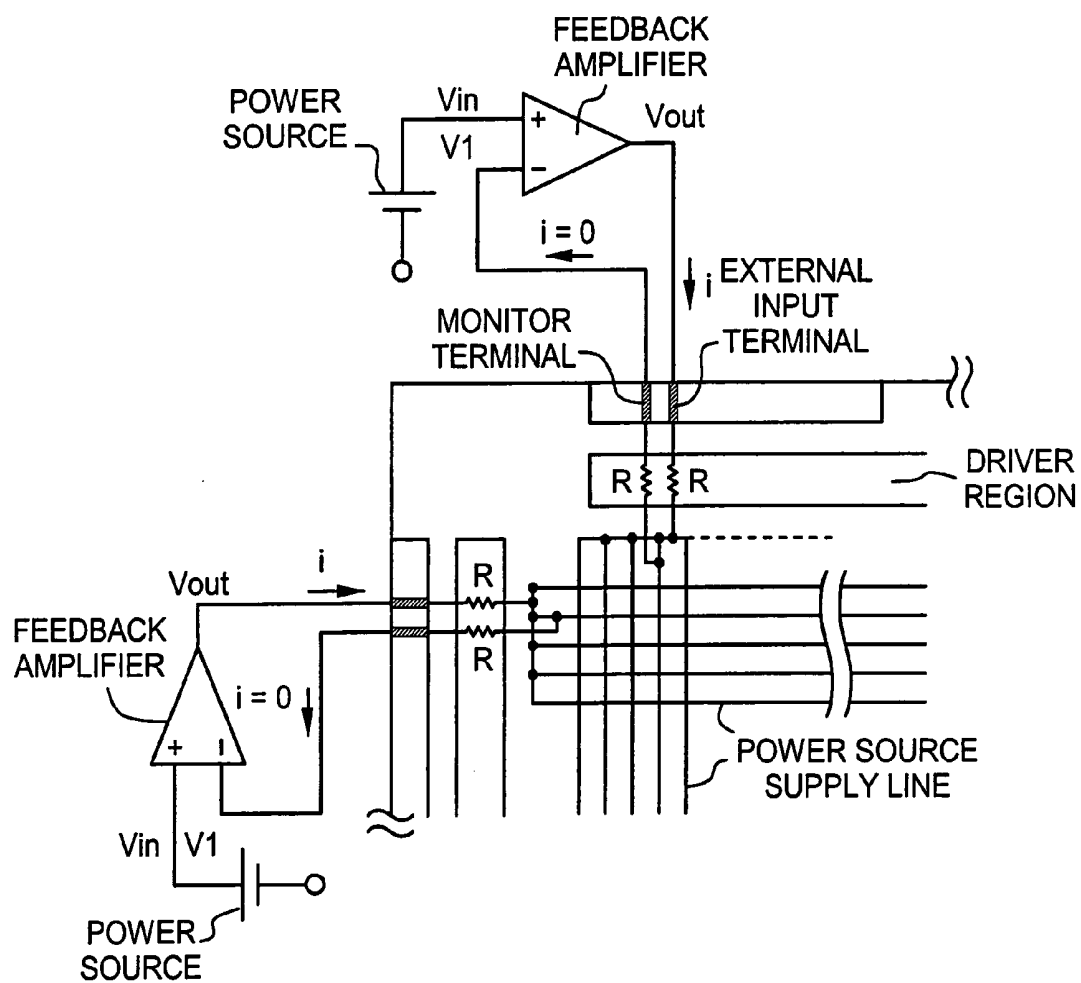 FEEDBACK
AMPLIFIER
POWER
SOURCE
Vin
V1
+
−
Vout
i = 0
i
EXTERNAL
INPUT
TERMINAL
MONITOR
TERMINAL
R
R
DRIVER
REGION
i
Vout
R
R
FEEDBACK
AMPLIFIER
i = 0
+
−
POWER SOURCE
SUPPLY LINE
Vin
V1
POWER
SOURCE